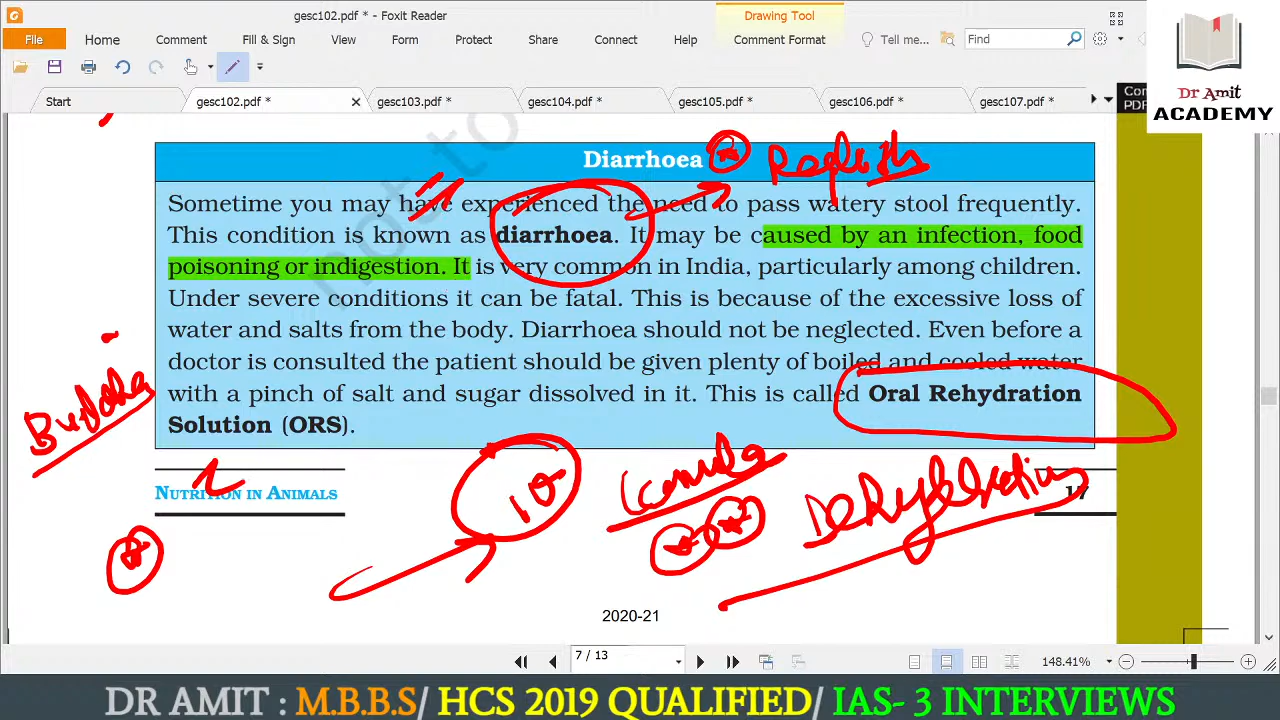 gesc102.pdf * - Foxit Reader
Drawing Tool
File Home Comment Fill & Sign View Form Protect Share Connect Help Comment Format Tell me... Find
Start gesc102.pdf * gesc103.pdf * gesc104.pdf * gesc105.pdf * gesc106.pdf * gesc107.pdf *
Dr Amit
ACADEMY
Diarrhoea
Sometime you may have experienced the need to pass watery stool frequently.
This condition is known as diarrhoea. It may be caused by an infection, food
poisoning or indigestion. It is very common in India, particularly among children.
Under severe conditions it can be fatal. This is because of the excessive loss of
water and salts from the body. Diarrhoea should not be neglected. Even before a
doctor is consulted the patient should be given plenty of boiled and cooled water
with a pinch of salt and sugar dissolved in it. This is called Oral Rehydration
Solution (ORS).
Dehydration
NUTRITION IN ANIMALS 17
2020-21
7 / 13
148.41%
DR AMIT : M.B.B.S/ HCS 2019 QUALIFIED/ IAS- 3 INTERVIEWS